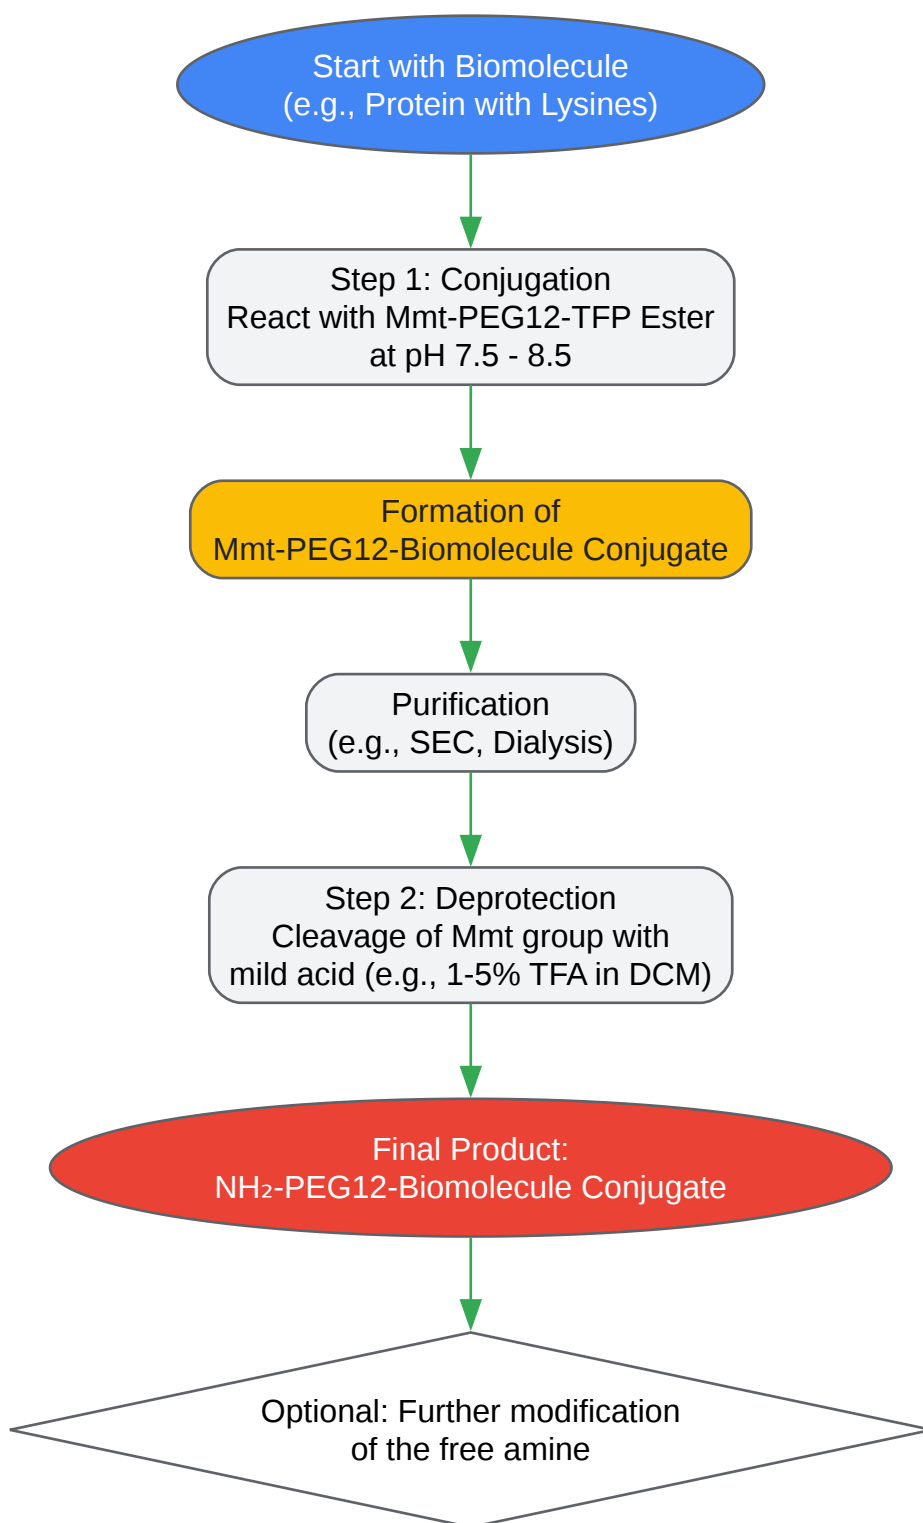 Start with Biomolecule
(e.g., Protein with Lysines)
Step 1: Conjugation
React with Mmt-PEG12-TFP Ester
at pH 7.5 - 8.5
Formation of
Mmt-PEG12-Biomolecule Conjugate
Purification
(e.g., SEC, Dialysis)
Step 2: Deprotection
Cleavage of Mmt group with
mild acid (e.g., 1-5% TFA in DCM)
Final Product:
NH₂-PEG12-Biomolecule Conjugate
Optional: Further modification
of the free amine